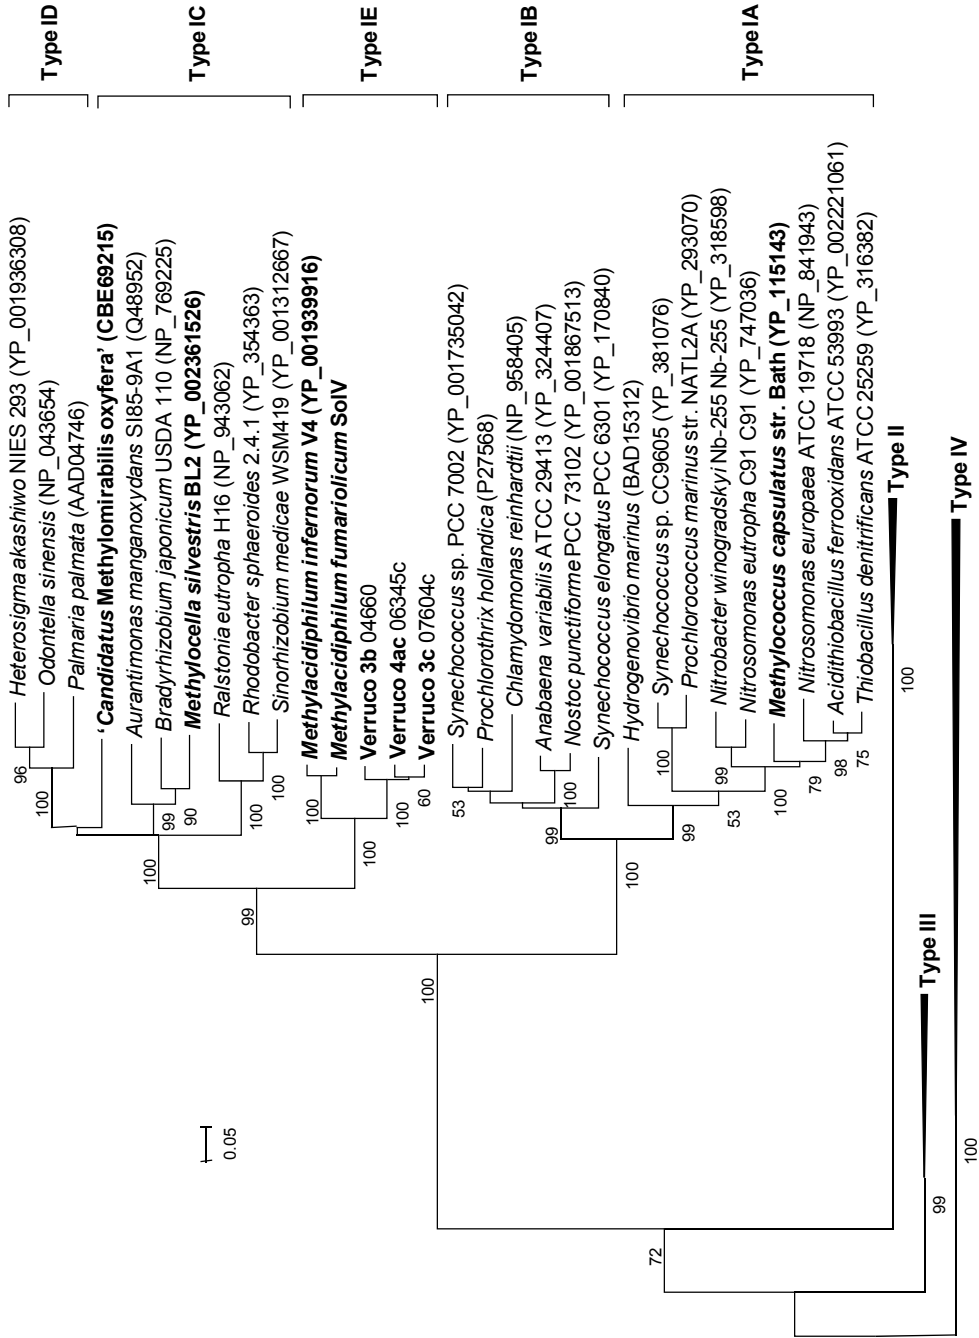 Heterosigma akashiwo NIES 293 (YP_001936308)
Odontella sinensis (NP_043654)
Palmaria palmata (AAD04746)
'Candidatus Methylomirabilis oxyfera' (CBE69215)
Aurantimonas manganoxydans SI85-9A1 (Q48952)
Bradyrhizobium japonicum USDA 110 (NP_769225)
Methylocella silvestris BL2 (YP_002361526)
Ralstonia eutropha H16 (NP_943062)
Rhodobacter sphaeroides 2.4.1 (YP_354363)
Sinorhizobium medicae WSM419 (YP_001312667)
Methylacidiphilum infernorum V4 (YP_001939916)
Methylacidiphilum fumariolicum SolV
Verruco 3b 04660
Verruco 4ac 06345c
Verruco 3c 07604c
Synechococcus sp. PCC 7002 (YP_001735042)
Prochlorothrix hollandica (P27568)
Chlamydomonas reinhardtii (NP_958405)
Anabaena variabilis ATCC 29413 (YP_324407)
Nostoc punctiforme PCC 73102 (YP_001867513)
Synechococcus elongatus PCC 6301 (YP_170840)
Hydrogenovibrio marinus (BAD15312)
Synechococcus sp. CC9605 (YP_381076)
Prochlorococcus marinus str. NATL2A (YP_293070)
Nitrobacter winogradskyi Nb-255 Nb-255 (YP_318598)
Nitrosomonas eutropha C91 C91 (YP_747036)
Methylococcus capsulatus str. Bath (YP_115143)
Nitrosomonas europaea ATCC 19718 (NP_841943)
Acidithiobacillus ferrooxidans ATCC 53993 (YP_002221061)
Thiobacillus denitrificans ATCC 25259 (YP_316382)
Type II
Type III
Type IV
Type ID
Type IC
Type IE
Type IB
Type IA
96
100
99
90
100
100
100
100
100
60
100
99
53
100
99
100
99
53
99
100
79
98
75
100
100
72
100
99
100
0.05